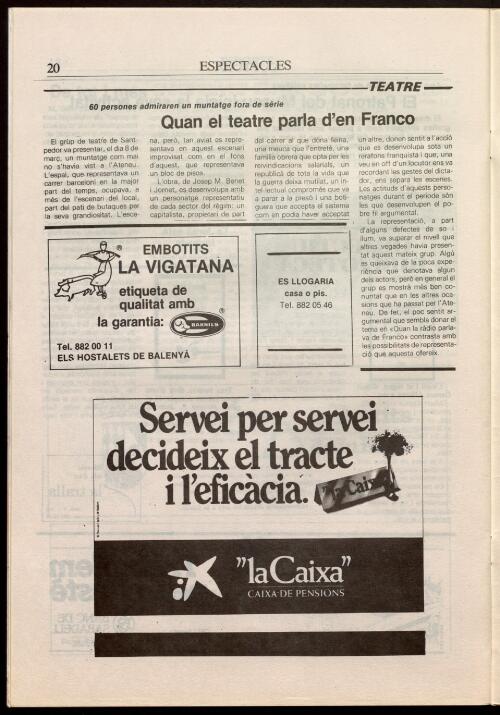 20
ESPECTACLES
TEATRE
60 persones admiraren un muntatge fora de sèrie
Quan el teatre parla d'en Franco
El grup de teatre de Santpedor va presentar, el dia 8 de
març, un muntatge com mai
no s'havia vist a l'Ateneu.
L'espai, que representava un
carrer barceloní en la major
part del temps, ocupava, a
més de l'escenari del local,
part del pati de butaques per
la seva grandiositat. L'esce-
na, però, tan aviat os repre-
sentava en aquest escenari
improvisat com en el fons
d'aquest, que representava
un bloc de pisos.
L'obra, de Josep M. Benet
i Jornet, es desenvolupa amb
un personatge representatiu
de cada sector del règim: un
capitalista, propietari de part
del carrer al que dóna feina,
una meuca que l'entreté, una
família obrera que opta per les
reivindicacions salarials, un
republicà de tota la vida que
la guerra deixa mutilat, un in-
tel·lectual compromès que va
a parar a la presó i una boti-
guera que accepta el sistema
com en podia haver acceptat
un altre, donen sentit a l'acció
que es desenvolupa sota un
retratons franquista i que, una
veu en off d'un locutor ens va
recordant les gestes del dicta-
dor, ens separa les escenes.
Les actituds d'aquests perso-
natges durant el període són
les que desenvolupen el po-
bre fil argumental.
La representació, a part
d'alguns defectes de so i
llum, va superar el nivell que
altres vegades havia presen-
tat aquest mateix grup. Algú
es queixava de la poca expe-
riència que denotava algun
dels actors, però en general el
grup es mostrà més ben co-
nuntat que en les altres ocasi-
ons que ha passat per l'Ate-
neu. De fet, el poc sentit ar-
gumental que sembla donar el
tema en «Quan la ràdio parla-
va de Franco» contrasta amb
les possibilitats de representa-
ció que aquesta ofereix.
EMBOTITS
LA VIGATANA
etiqueta de
qualitat amb
la garantia:
BARNILS
Tel. 882 00 11
ELS HOSTALETS DE BALENYÀ
ES LLOGARIA
casa o pis.
Tel. 882 05 46
Servei per servei
decideix el tracte
i l'eficàcia.
"la Caixa"
"la Caixa"
CAIXA DE PENSIONS